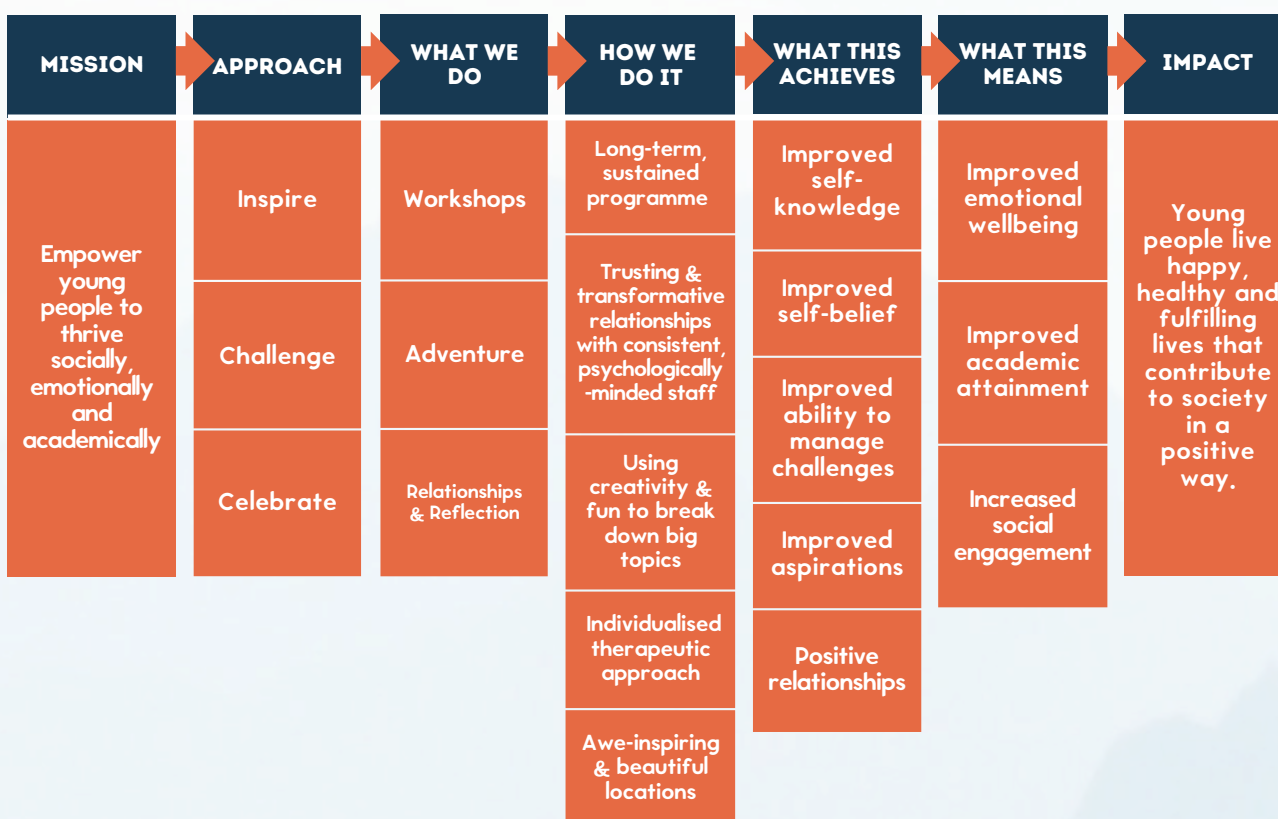 MISSION
Empower
young
people to
thrive
socially,
emotionally
and
academically
APPROACH
Inspire
Challenge
Celebrate
WHAT WE
DO
Workshops
Adventure
Relationships
& Reflection
HOW WE
DO IT
Long-term,
sustained
programme
Trusting &
transformative
relationships
with consistent,
psychologically
-minded staff
Using
creativity &
fun to break
down big
topics
Individualised
therapeutic
approach
Awe-inspiring
& beautiful
locations
WHAT THIS
ACHIEVES
Improved
self-
knowledge
Improved
self-belief
Improved
ability to
manage
challenges
Improved
aspirations
Positive
relationships
WHAT THIS
MEANS
Improved
emotional
wellbeing
Improved
academic
attainment
Increased
social
engagement
IMPACT
Young
people live
happy,
healthy and
fulfilling
lives that
contribute
to society
in a
positive
way.